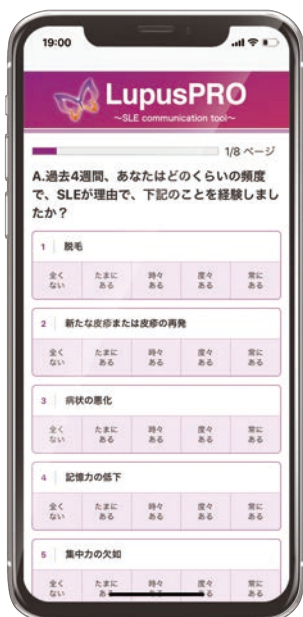 19:00
LupusPRO
~SLE communication tool~
1/8 ページ
A.過去4週間、あなたはどのくらいの頻度
で、SLEが理由で、下記のことを経験しまし
たか？
1 脱毛
全く たまに 時々 度々 常に
ない ある ある ある ある
2 新たな皮疹または皮疹の再発
全く たまに 時々 度々 常に
ない ある ある ある ある
3 病状の悪化
全く たまに 時々 度々 常に
ない ある ある ある ある
4 記憶力の低下
全く たまに 時々 度々 常に
ない ある ある ある ある
5 集中力の欠如
全く たまに 時々 度々 常に
ない ある ある ある ある